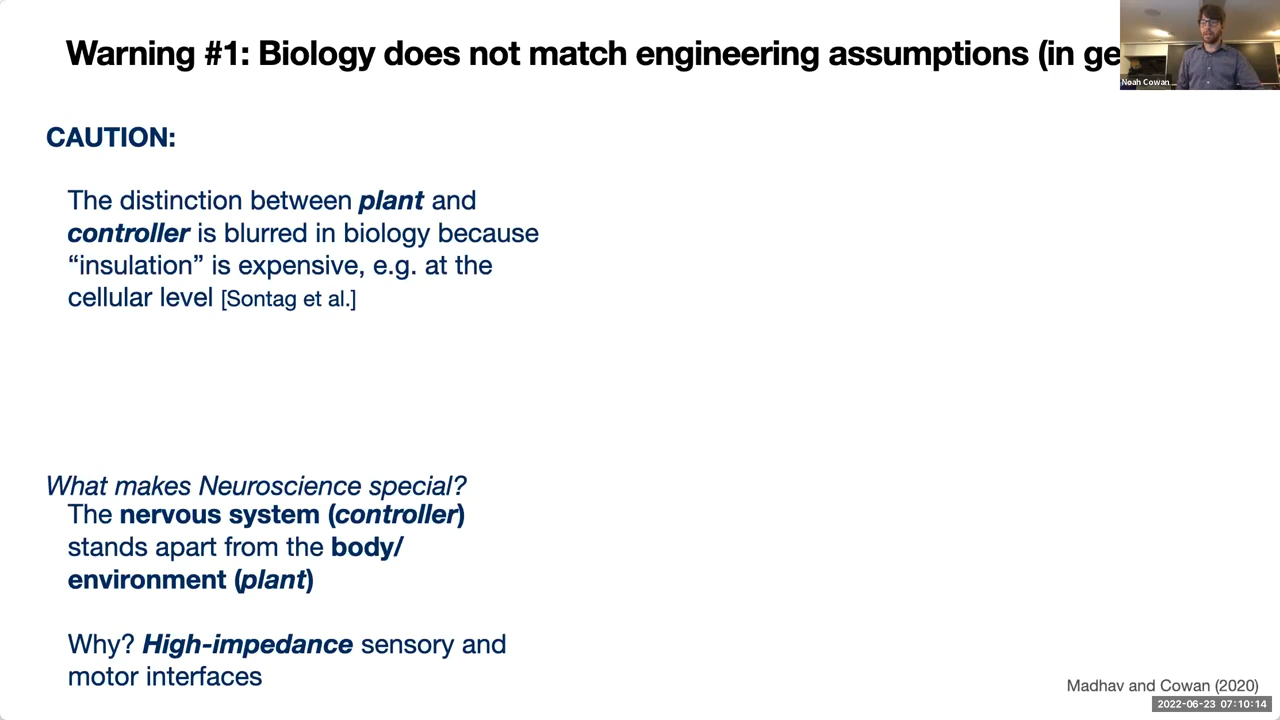 Warning #1: Biology does not match engineering assumptions (in ge
Noah Cowan...
CAUTION:
The distinction between plant and
controller is blurred in biology because
“insulation” is expensive, e.g. at the
cellular level [Sontag et al.]
What makes Neuroscience special?
The nervous system (controller)
stands apart from the body/
environment (plant)
Why? High-impedance sensory and
motor interfaces
Madhav and Cowan (2020)
2022-06-23 07:10:14